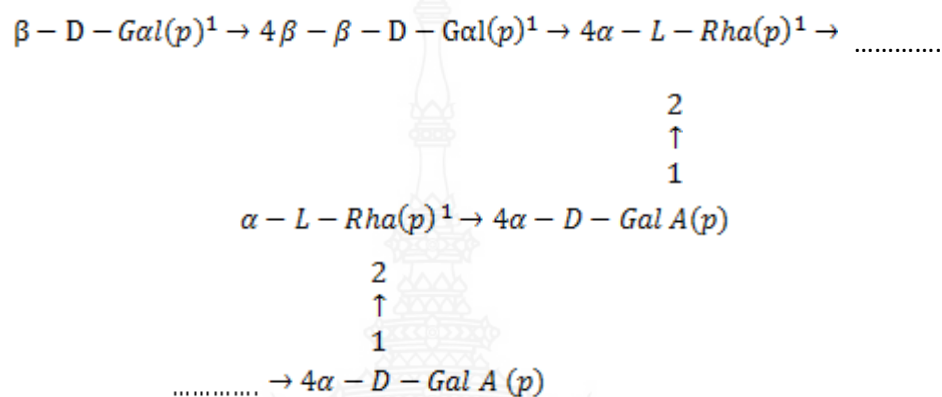 β − D − Gal(p)¹ → 4β − β − D − Gal(p)¹ → 4α − L − Rha(p)¹ → .............
2
↑
1
α − L − Rha(p) ¹ → 4α − D − Gal A(p)
2
↑
1
............. → 4α − D − Gal A (p)